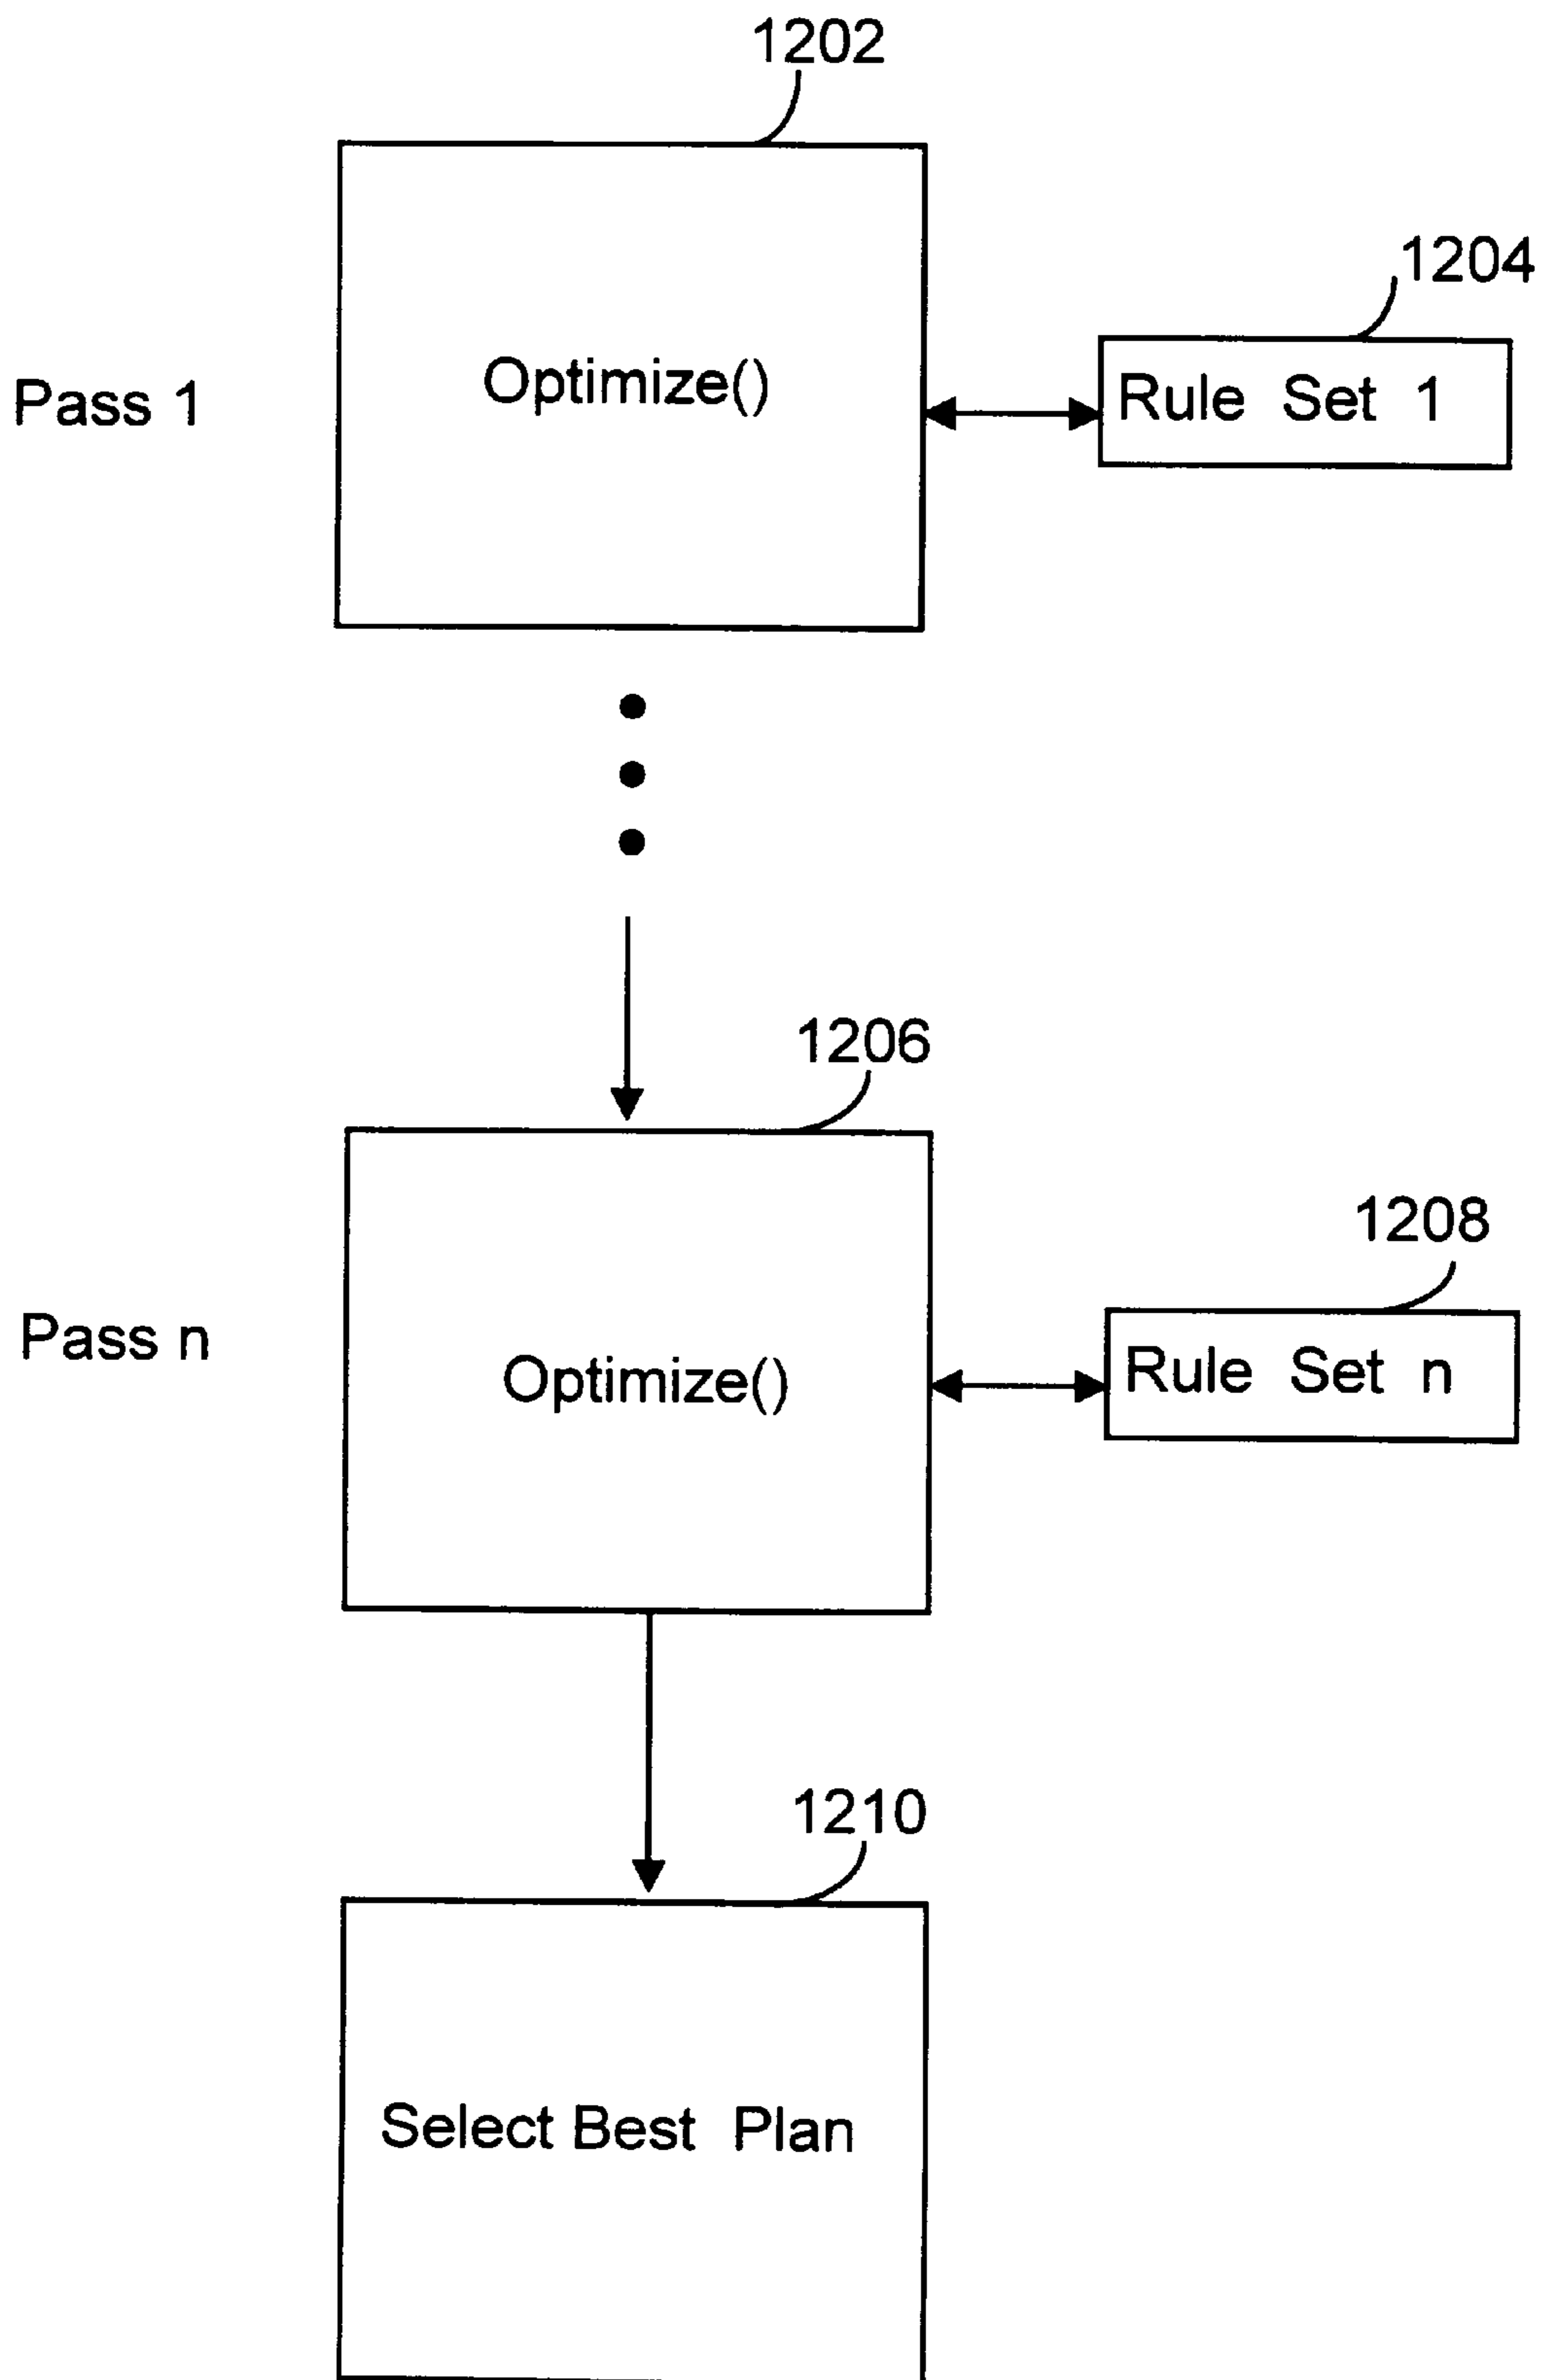 1202
1204
Pass 1
Optimize()
Rule Set 1
1206
1208
Pass n
Optimize()
Rule Set n
1210
Select Best Plan